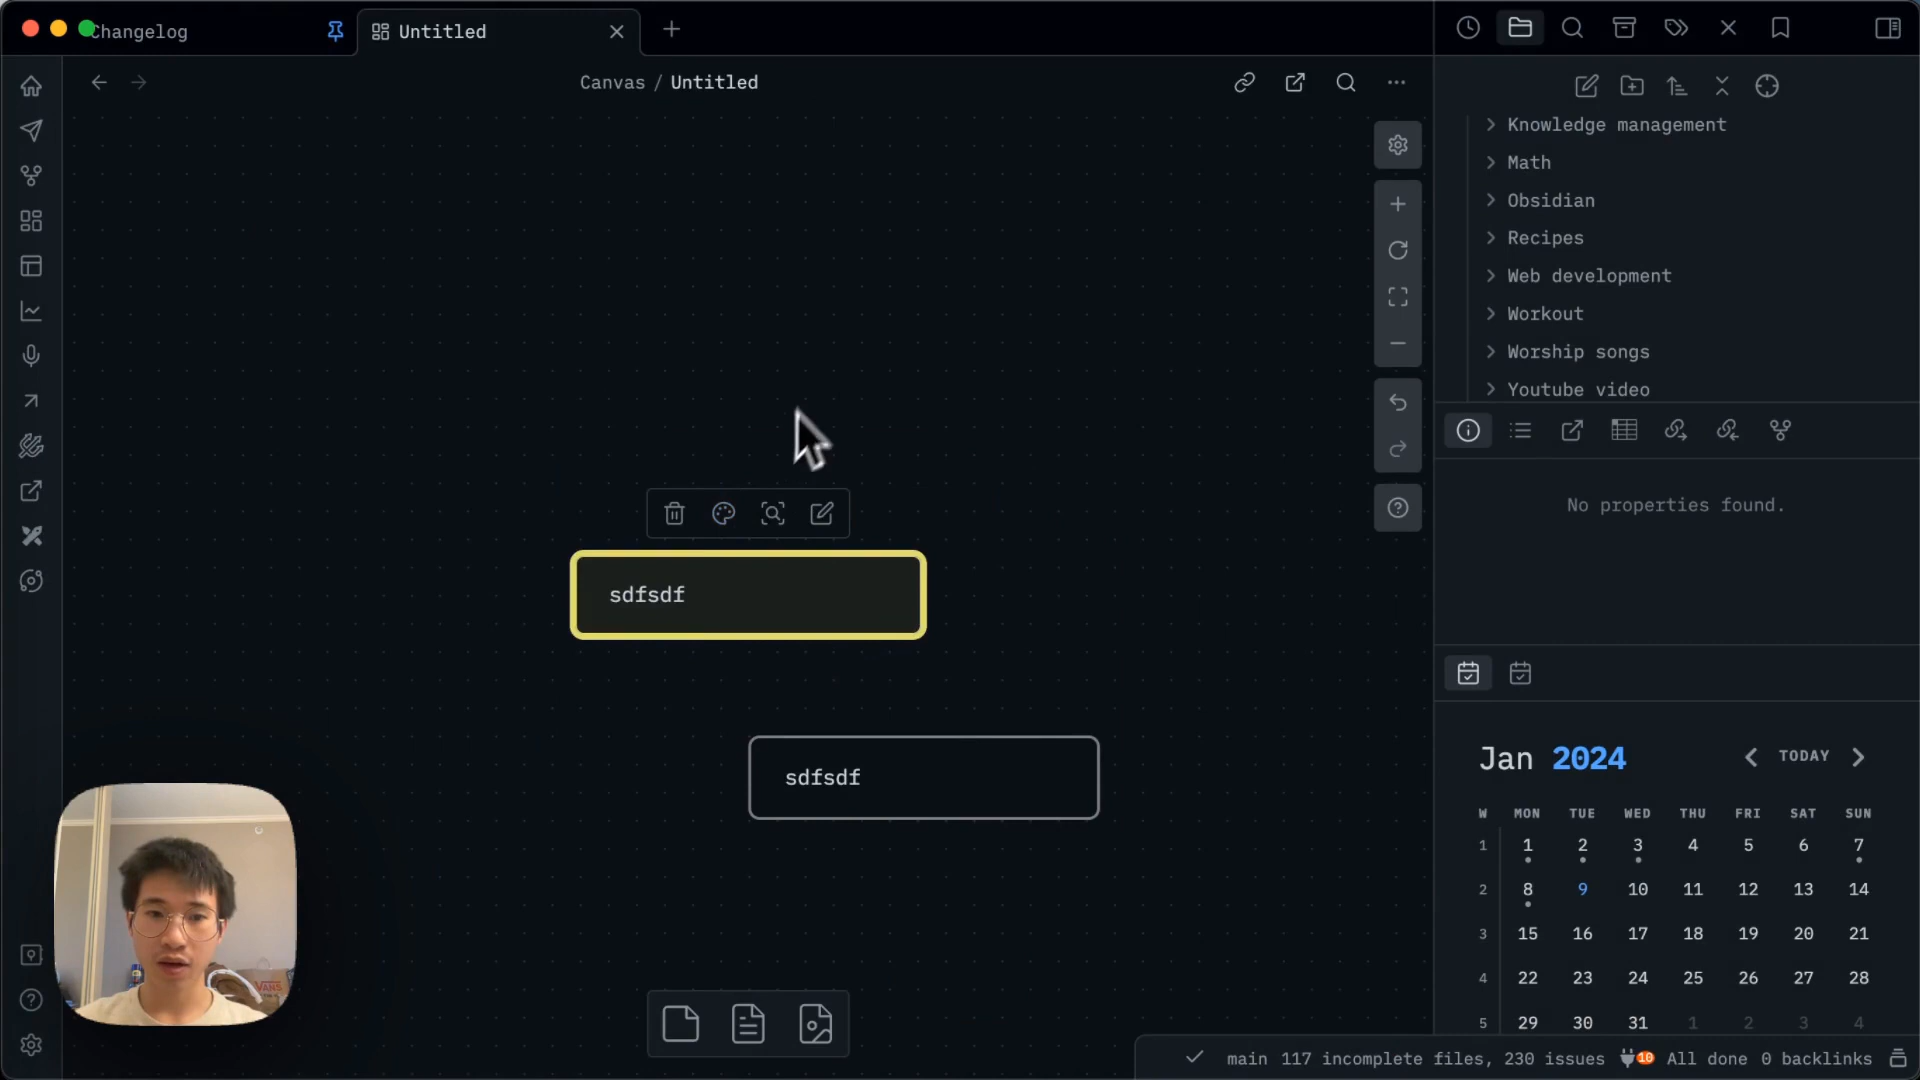 Changelog
Untitled
Canvas / Untitled
Knowledge management
Math
Obsidian
Recipes
Web development
Workout
Worship songs
Youtube video
No properties found.
sdfsdf
sdfsdf
Jan 2024
TODAY
W MON TUE WED THU FRI SAT SUN
1 1 2 3 4 5 6 7
2 8 9 10 11 12 13 14
3 15 16 17 18 19 20 21
4 22 23 24 25 26 27 28
5 29 30 31 1 2 3 4
VANS
main 117 incomplete files, 230 issues 10 All done 0 backlinks